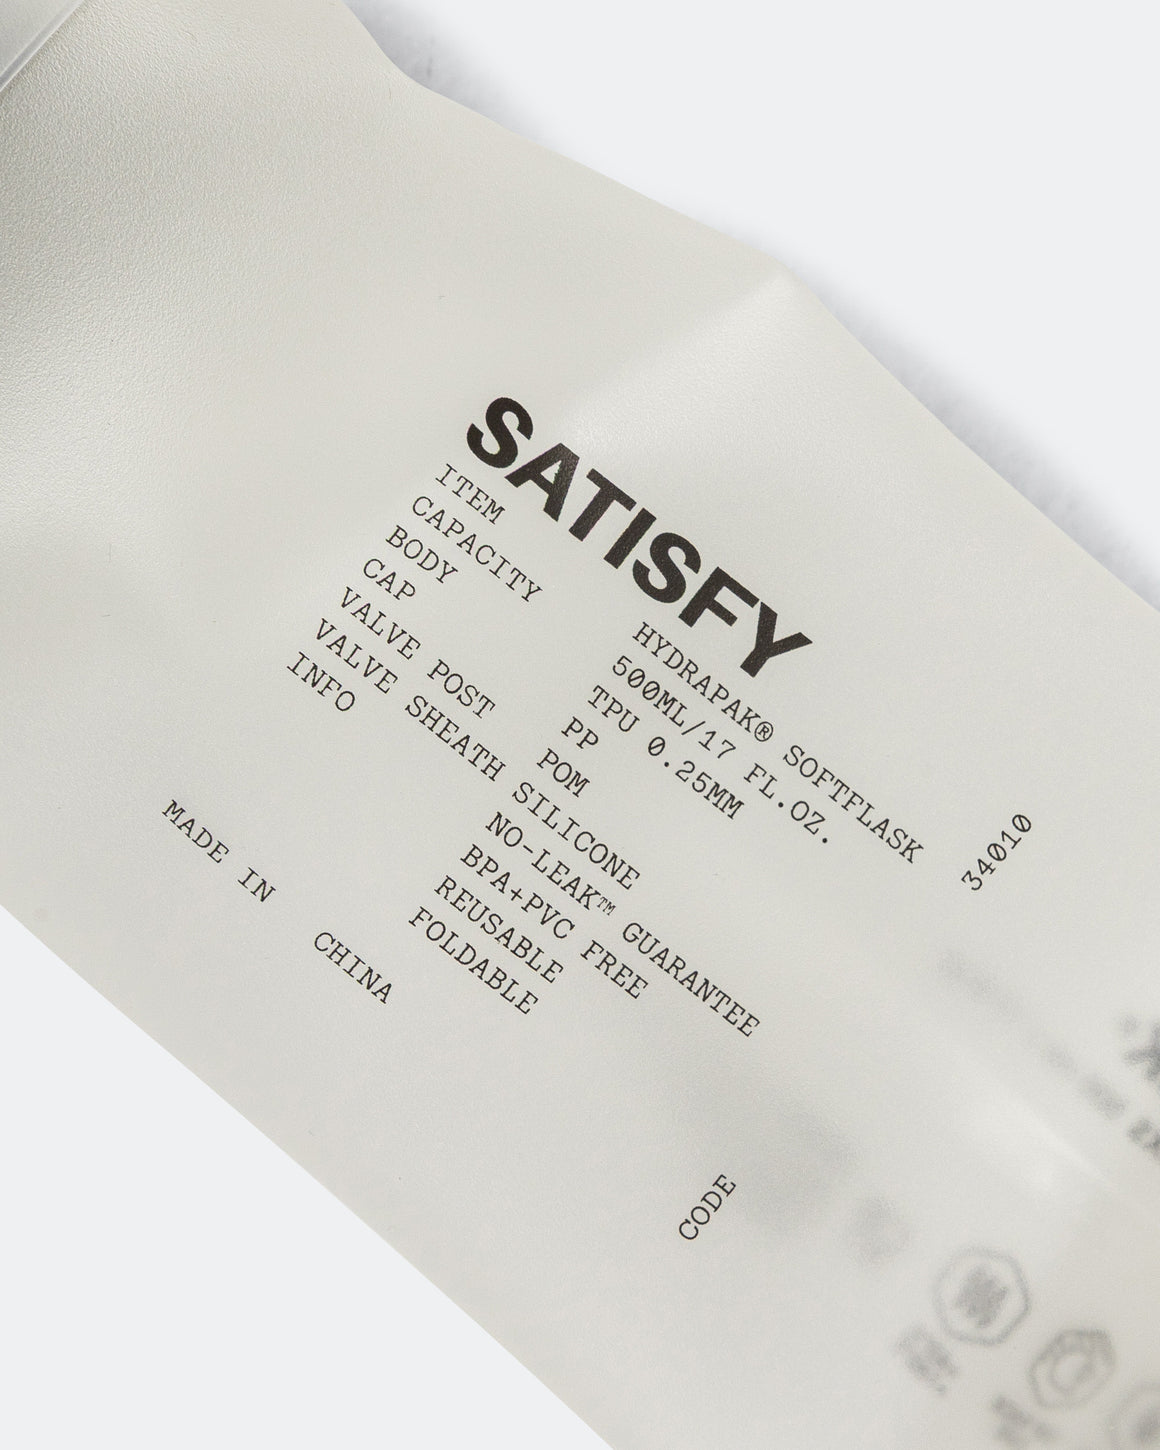 SATISFY
ITEM HYDRAPAK® SOFTFLASK
CAPACITY 500ML/17 FL.OZ.
BODY TPU 0.25MM
CAP PP
VALVE POST POM
VALVE SHEATH SILICONE
INFO NO-LEAK™ GUARANTEE
BPA+PVC FREE
REUSABLE
FOLDABLE
MADE IN CHINA
CODE 34010